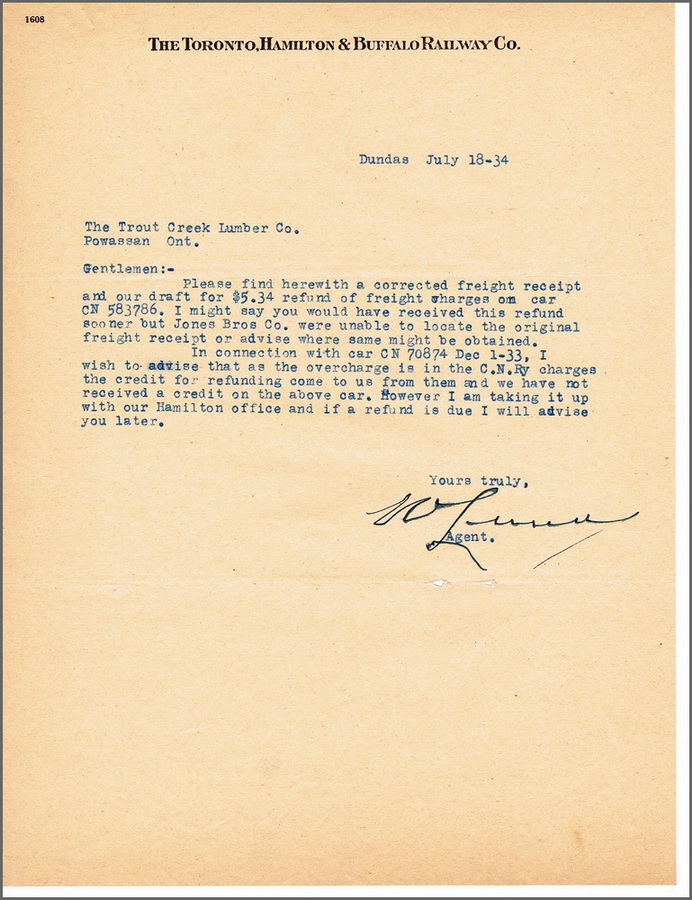 1608
THE TORONTO, HAMILTON & BUFFALO RAILWAY CO.
Dundas July 18-34
The Trout Creek Lumber Co.
Powassan Ont.
Gentlemen:-
Please find herewith a corrected freight receipt
and our draft for $5.34 refund of freight charges om car
CN 583786. I might say you would have received this refund
sooner but Jones Bros Co. were unable to locate the original
freight receipt or advise where same might be obtained.
In connection with car CN 70874 Dec 1-33, I
wish to advise that as the overcharge is in the C.N.Ry charges
the credit for refunding come to us from them and we have not
received a credit on the above car. However I am taking it up
with our Hamilton office and if a refund is due I will advise
you later.
Yours truly,
Agent.